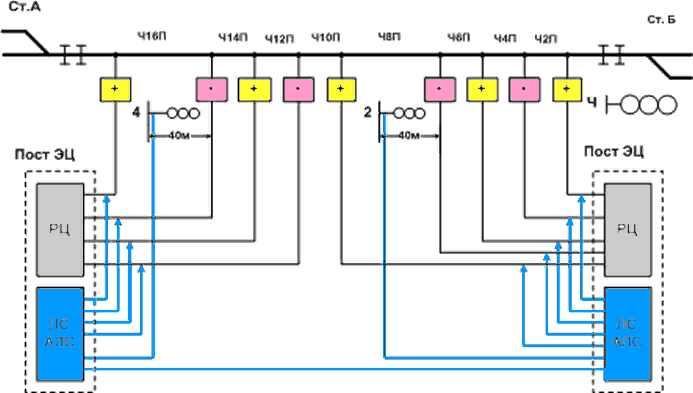 Ст.А
Ч16П Ч14П Ч12П Ч10П Ч8П Ч6П Ч4П Ч2П
Ст. Б
+ • + • + • + • +
4
2
Ч
40м
40м
Пост ЭЦ
Пост ЭЦ
РЦ
РЦ
ЛС
АЛС
ЛС
АЛС